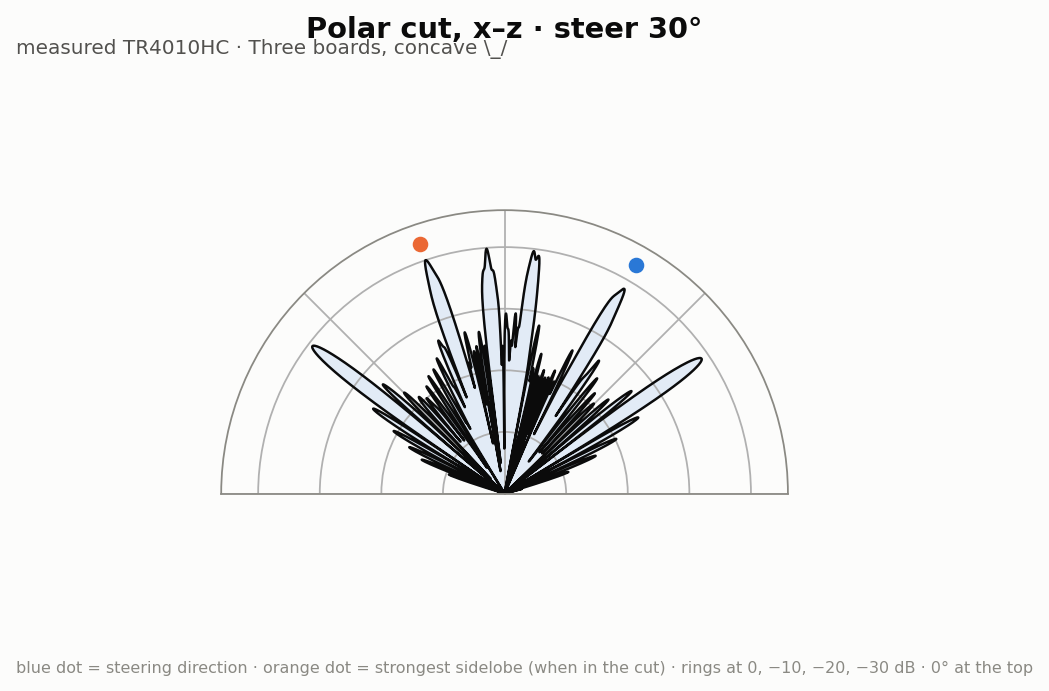 Polar cut, x–z · steer 30°
measured TR4010HC · Three boards, concave \_/
blue dot = steering direction · orange dot = strongest sidelobe (when in the cut) · rings at 0, −10, −20, −30 dB · 0° at the top